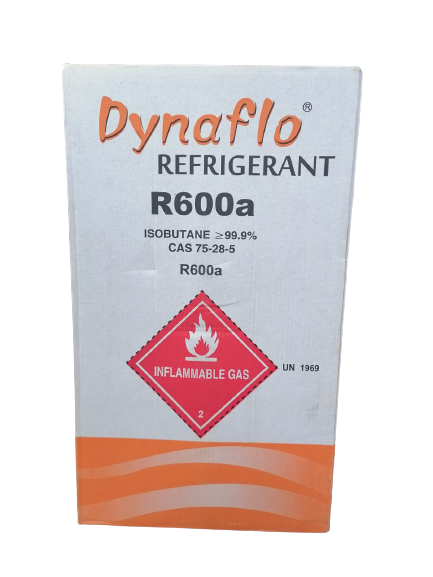 Dynaflo®
REFRIGERANT
R600a
ISOBUTANE ≥99.9%
CAS 75-28-5
R600a
INFLAMMABLE GAS
UN 1969
2